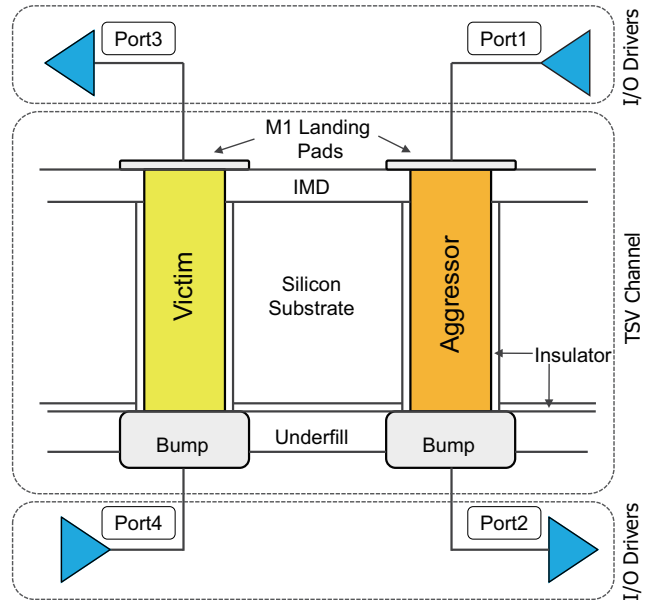 Port3
Port1
I/O Drivers
M1 Landing
Pads
IMD
Victim
Silicon
Substrate
Aggressor
Insulator
TSV Channel
Bump
Underfill
Bump
Port4
Port2
I/O Drivers